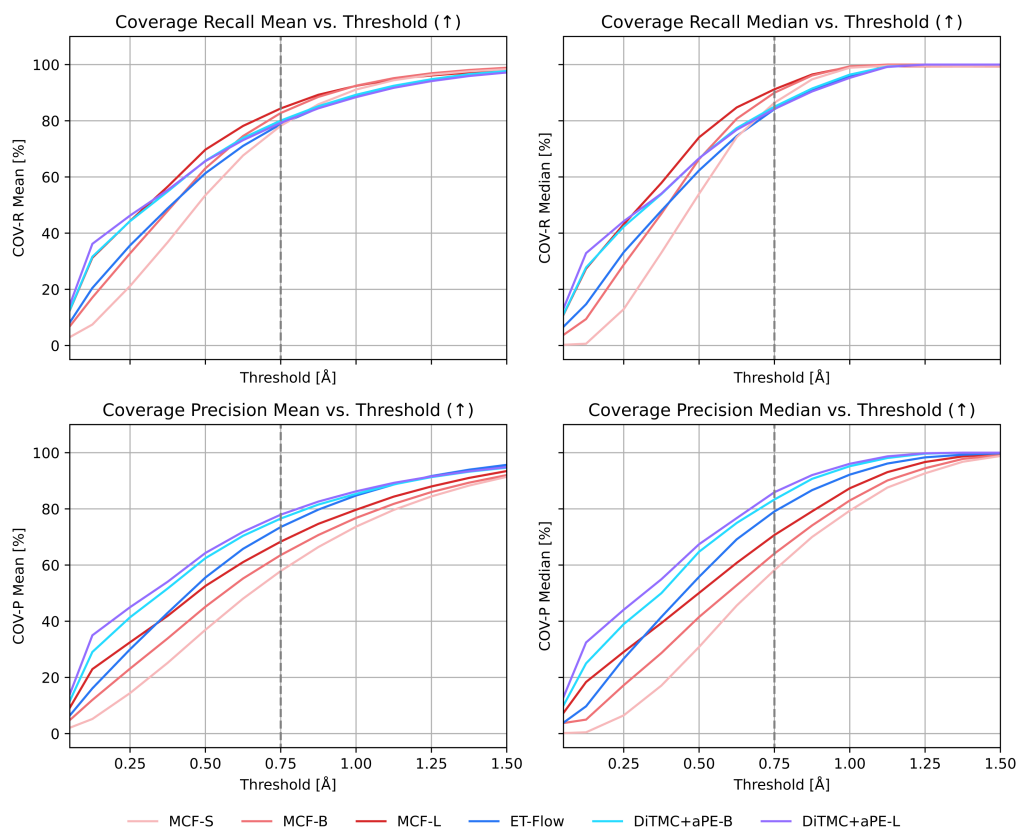 Coverage Recall Mean vs. Threshold (↑)
Coverage Recall Median vs. Threshold (↑)
COV-R Mean [%]
100
80
60
40
20
0
Threshold [Å]
COV-R Median [%]
Threshold [Å]
Coverage Precision Mean vs. Threshold (↑)
Coverage Precision Median vs. Threshold (↑)
COV-P Mean [%]
100
80
60
40
20
0
0.25 0.50 0.75 1.00 1.25 1.50
Threshold [Å]
COV-P Median [%]
0.25 0.50 0.75 1.00 1.25 1.50
Threshold [Å]
MCF-S MCF-B MCF-L ET-Flow DiTMC+aPE-B DiTMC+aPE-L